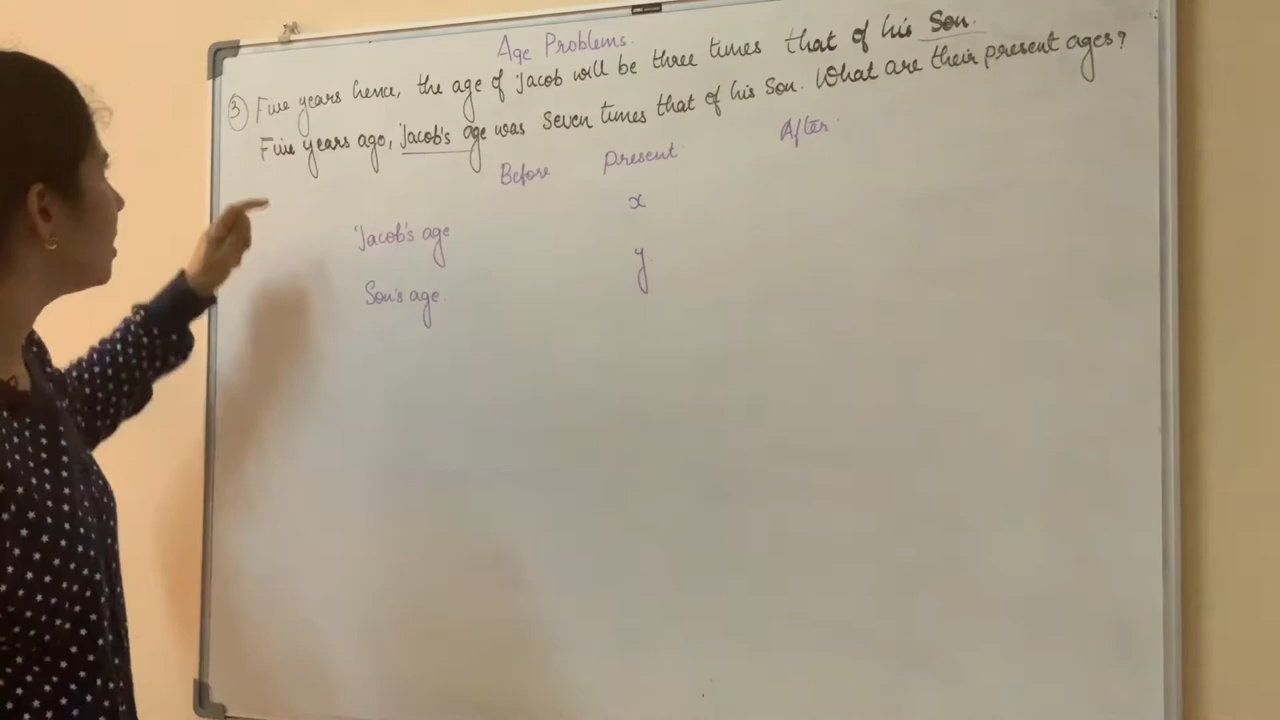 Age Problems.
③ Five years hence, the age of Jacob will be three times that of his Son.
Five years ago, Jacob's age was seven times that of his Son. What are their present ages?
Before Present After
Jacob's age x
Son's age y